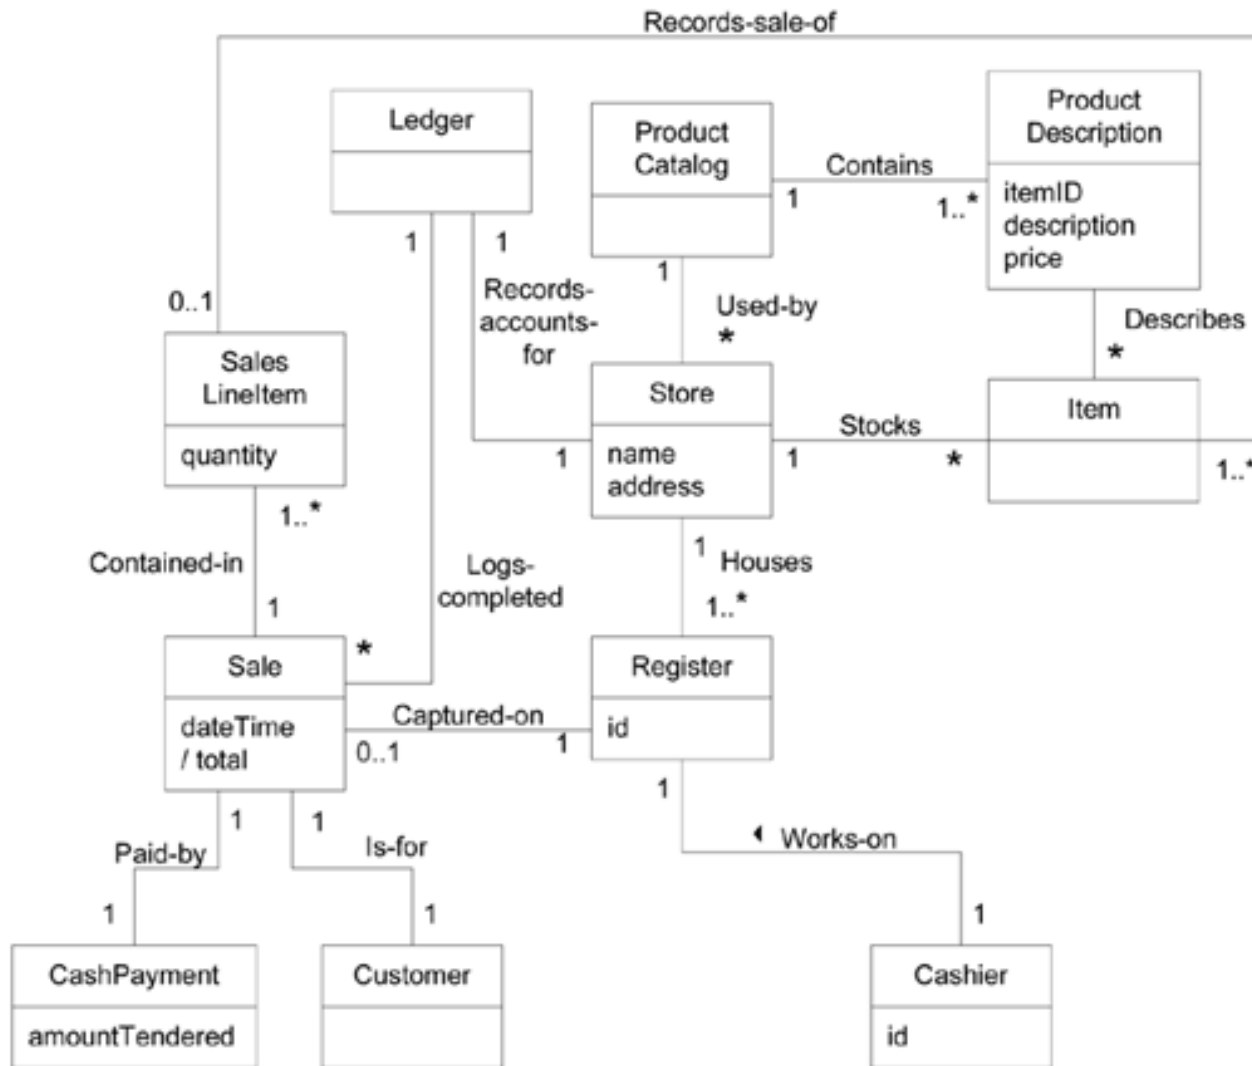 Records-sale-of
Ledger
Product
Catalog
Product
Description
Contains
1
1..*
itemID
description
price
1
1
1
0..1
Records-
accounts-
for
Used-by
*
Describes
*
Sales
LineItem
quantity
Store
name
address
Stocks
1
1
*
Item
1..*
1..*
Contained-in
1
Logs-
completed
1
Houses
1..*
Sale
dateTime
/ total
*
Captured-on
0..1
1
Register
id
1
1
1
Paid-by
Is-for
Works-on
1
1
1
CashPayment
amountTendered
Customer
Cashier
id